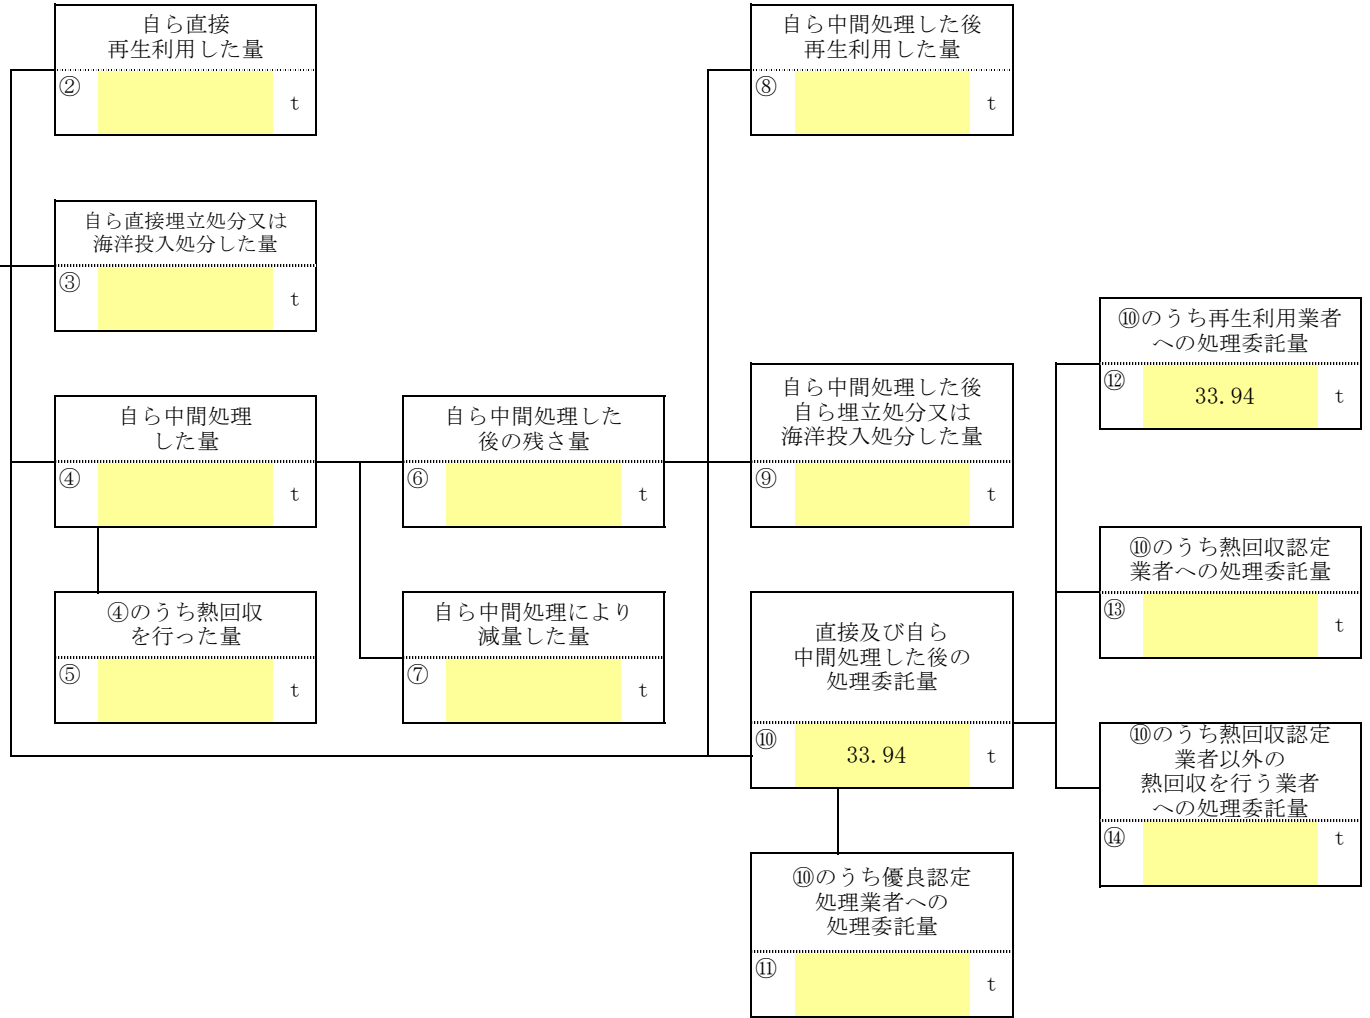 自ら直接
再生利用した量
②
t
自ら中間処理した後
再生利用した量
⑧
t
自ら直接埋立処分又は
海洋投入処分した量
③
t
⑩のうち再生利用業者
への処理委託量
⑫
33.94
t
自ら中間処理
した量
④
t
自ら中間処理した
後の残さ量
⑥
t
自ら中間処理した後
自ら埋立処分又は
海洋投入処分した量
⑨
t
⑩のうち熱回収認定
業者への処理委託量
⑬
t
④のうち熱回収
を行った量
⑤
t
自ら中間処理により
減量した量
⑦
t
直接及び自ら
中間処理した後の
処理委託量
⑩
33.94
t
⑩のうち熱回収認定
業者以外の
熱回収を行う業者
への処理委託量
⑭
t
⑩のうち優良認定
処理業者への
処理委託量
⑪
t